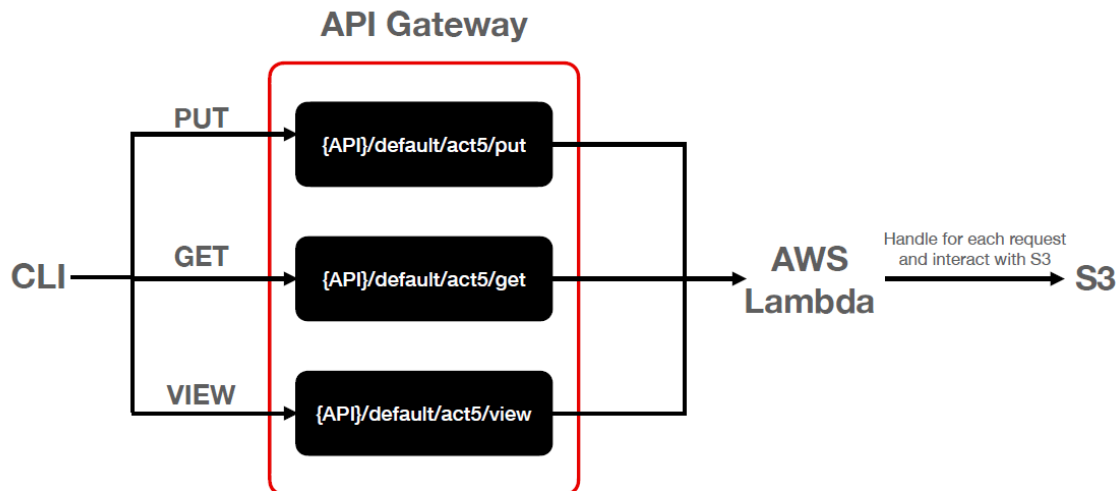 API Gateway
PUT
{API}/default/act5/put
CLI
GET
{API}/default/act5/get
AWS
Lambda
Handle for each request
and interact with S3
S3
VIEW
{API}/default/act5/view